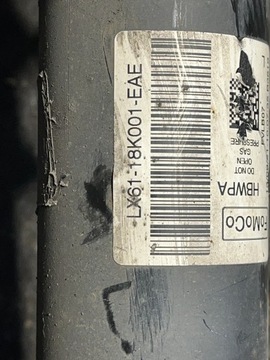 LX61-18K001-EAE
HBWPA
DO NOT
OPEN
GAS
PRESSURE
FoMoCo